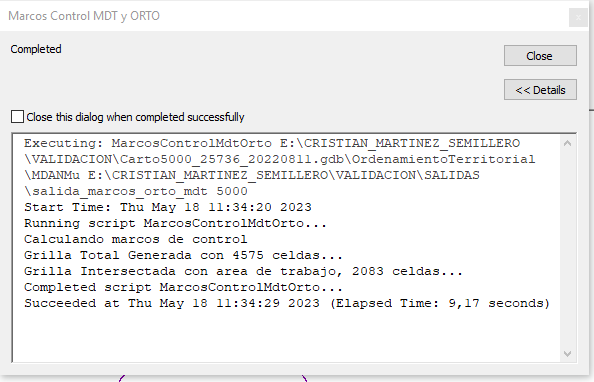 Marcos Control MDT y ORTO
Completed
Close
<< Details
Close this dialog when completed successfully
Executing: MarcosControlMdtOrto E:\CRISTIAN_MARTINEZ_SEMILLERO
\VALIDACION\Carto5000_25736_20220811.gdb\OrdenamientoTerritorial
\MDANMu E:\CRISTIAN_MARTINEZ_SEMILLERO\VALIDACION\SALIDAS
\salida_marcos_orto_mdt 5000
Start Time: Thu May 18 11:34:20 2023
Running script MarcosControlMdtOrto...
Calculando marcos de control
Grilla Total Generada con 4575 celdas...
Grilla Intersectada con area de trabajo, 2083 celdas...
Completed script MarcosControlMdtOrto...
Succeeded at Thu May 18 11:34:29 2023 (Elapsed Time: 9,17 seconds)